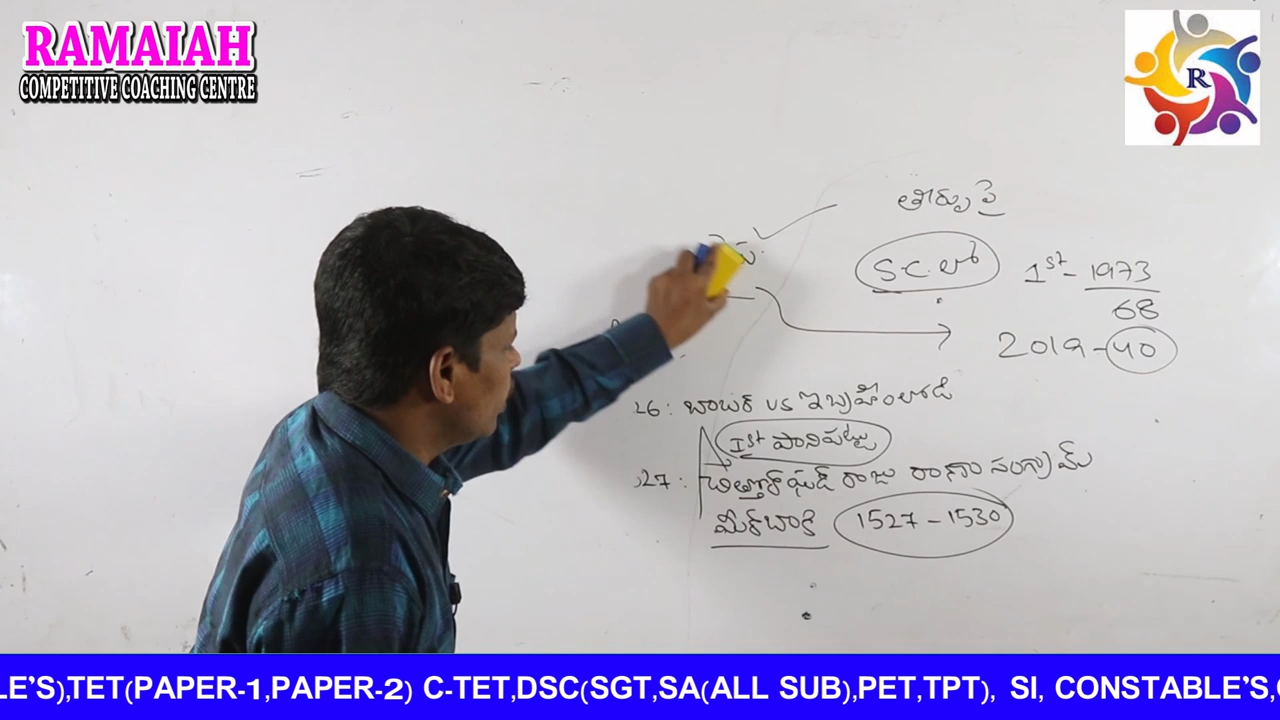 RAMAIAH
COMPETITIVE COACHING CENTRE
R
తీర్పు పై
S.C. లో 1st - 1973
68
2019 - 40
26 : బాబర్ vs ఇబ్రహీంలోడి
Ist పానిపట్టు
27 : చిత్తోర్ ఘడ్ రాజు రాణా సంగ్రామ్
మీర్ బాకి 1527 - 1530
LE'S),TET(PAPER-1,PAPER-2) C-TET,DSC(SGT,SA(ALL SUB),PET,TPT), SI, CONSTABLE'S,